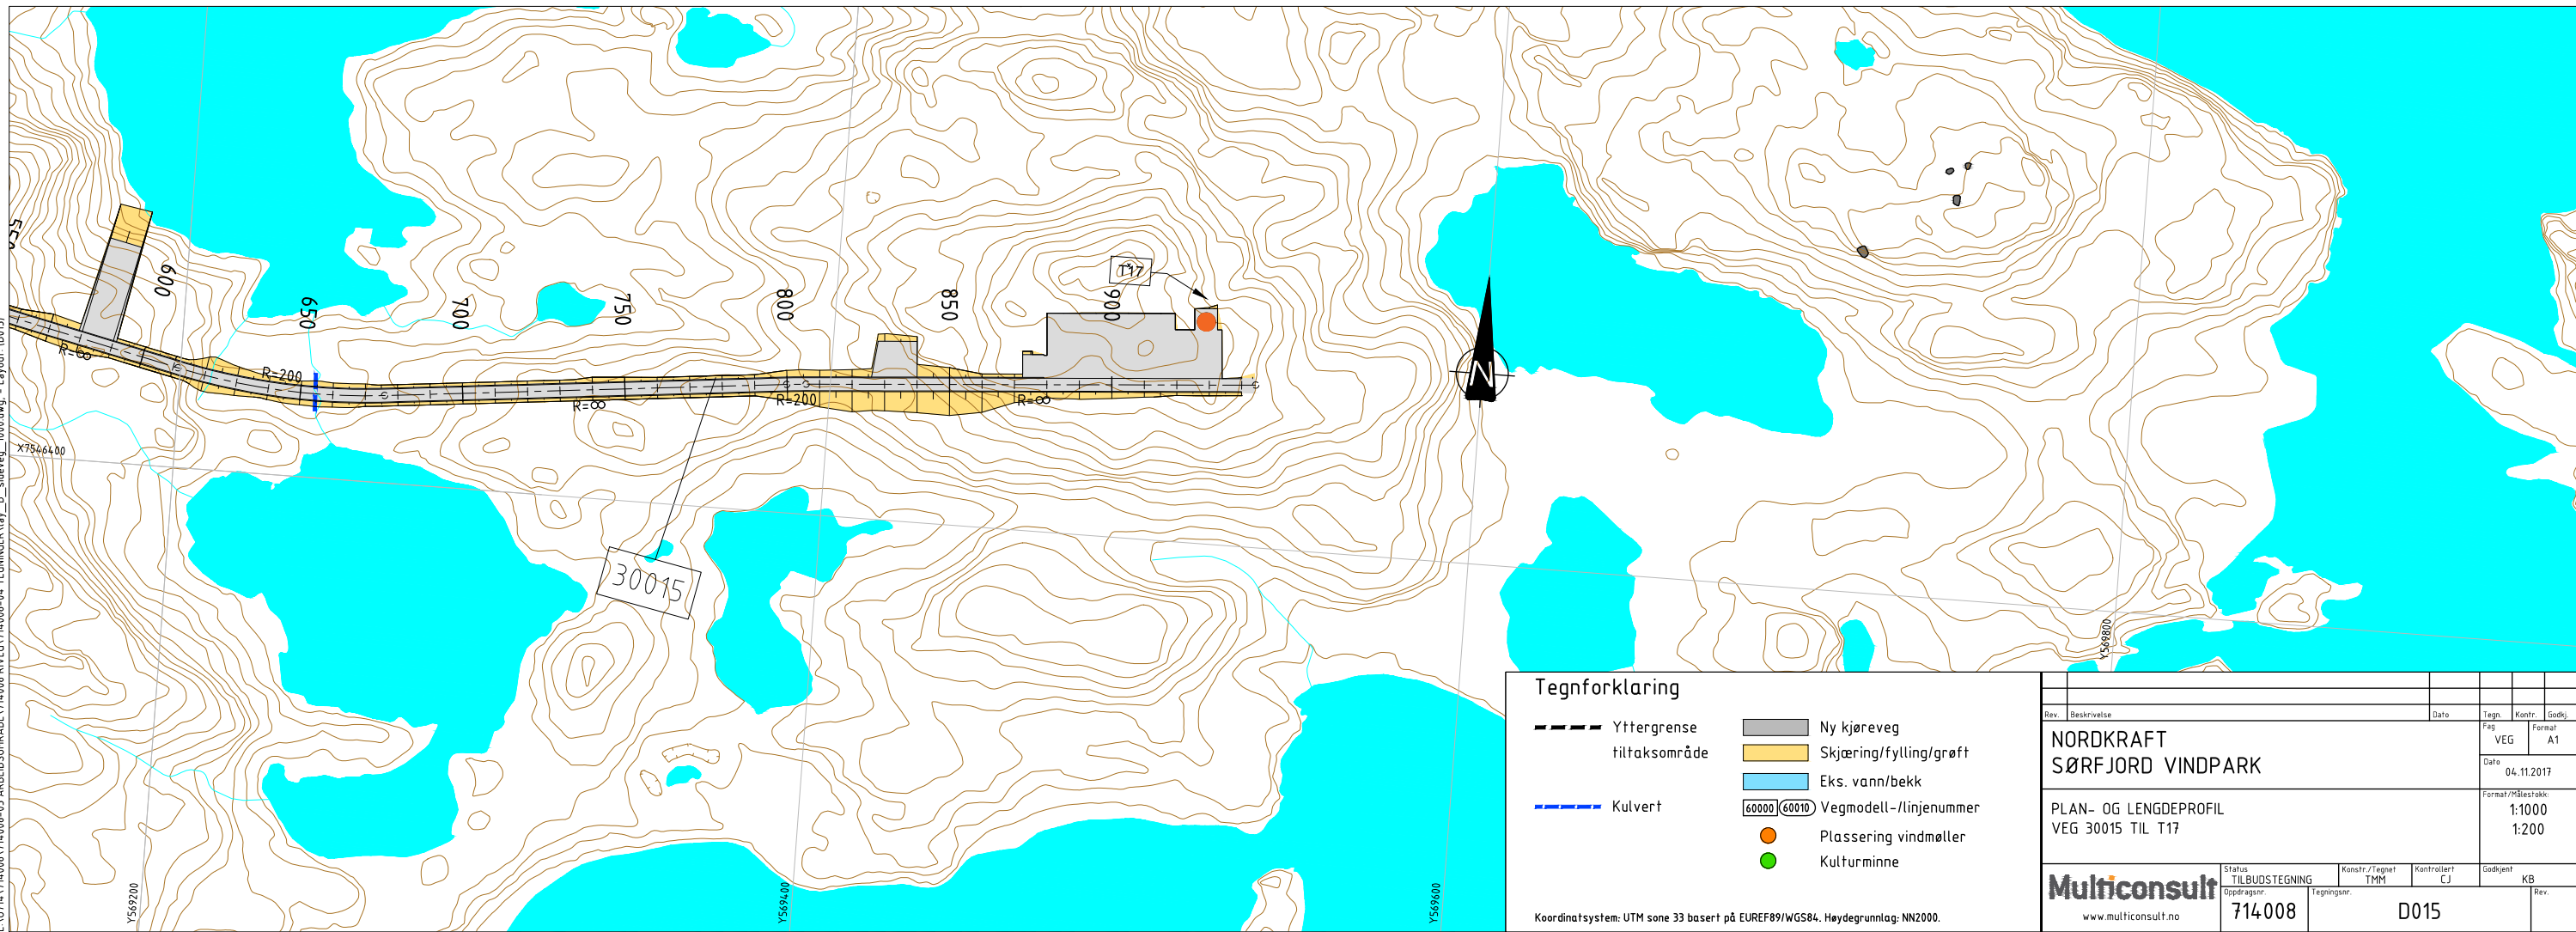 550
600
650
700
750
800
850
900
T17
R=∞
R=200
R=∞
R=200
R=∞
N
X7546400
30015
Y569200
Y569400
Y569600
Y569800
Tegnforklaring
Yttergrense
tiltaksområde
Kulvert
Ny kjøreveg
Skjæring/fylling/grøft
Eks. vann/bekk
60000 60010 Vegmodell-/linjenummer
Plassering vindmøller
Kulturminne
Koordinatsystem: UTM sone 33 basert på EUREF89/WGS84. Høydegrunnlag: NN2000.
Rev. Beskrivelse Dato Tegn. Kontr. Godkj.
NORDKRAFT
SØRFJORD VINDPARK
Fag Format
VEG A1
Dato
04.11.2017
PLAN- OG LENGDEPROFIL
VEG 30015 TIL T17
Format/Målestokk:
1:1000
1:200
Multiconsult
www.multiconsult.no
Status Konstr./Tegnet Kontrollert Godkjent
TILBUDSTEGNING TMM CJ KB
Oppdragsnr. Tegningsnr. Rev.
714008 D015